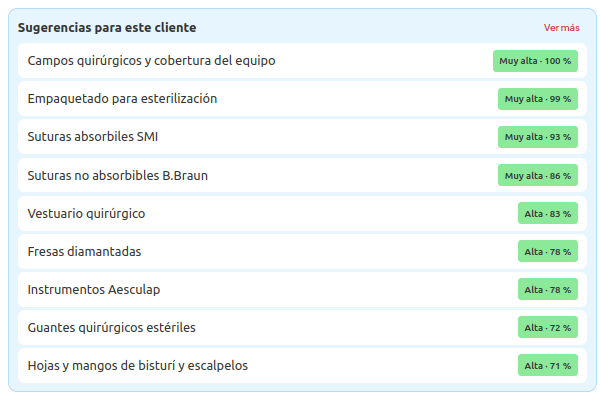 Sugerencias para este cliente Ver más
Campos quirúrgicos y cobertura del equipo Muy alta · 100 %
Empaquetado para esterilización Muy alta · 99 %
Suturas absorbiles SMI Muy alta · 93 %
Suturas no absorbibles B.Braun Muy alta · 86 %
Vestuario quirúrgico Alta · 83 %
Fresas diamantadas Alta · 78 %
Instrumentos Aesculap Alta · 78 %
Guantes quirúrgicos estériles Alta · 72 %
Hojas y mangos de bisturí y escalpelos Alta · 71 %